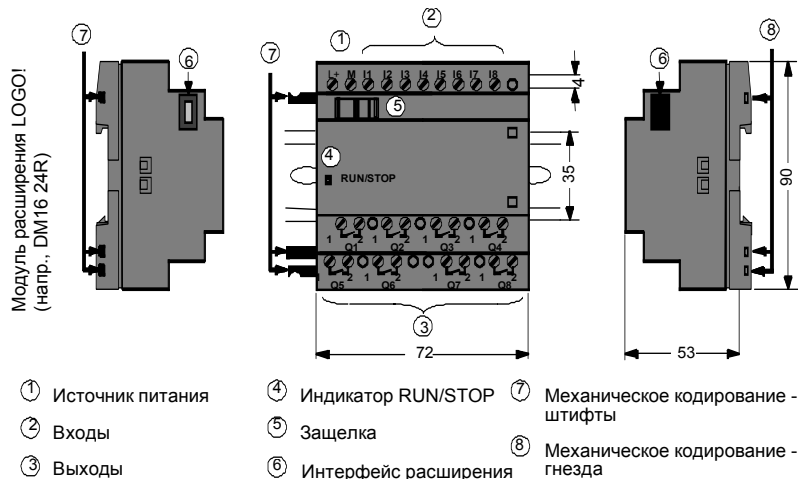 Модуль расширения LOGO!
(напр., DM16 24R)
7 6 7 1 2 6 8
L+ M I1 I2 I3 I4 I5 I6 I7 I8
4
5
4
RUN/STOP
35
90
1 2 1 2 1 2 1 2
Q1 Q2 Q3 Q4
1 2 1 2 1 2 1 2
Q5 Q6 Q7 Q8
3
72
53
1 Источник питания
2 Входы
3 Выходы
4 Индикатор RUN/STOP
5 Защелка
6 Интерфейс расширения
7 Механическое кодирование -
штифты
8 Механическое кодирование -
гнезда